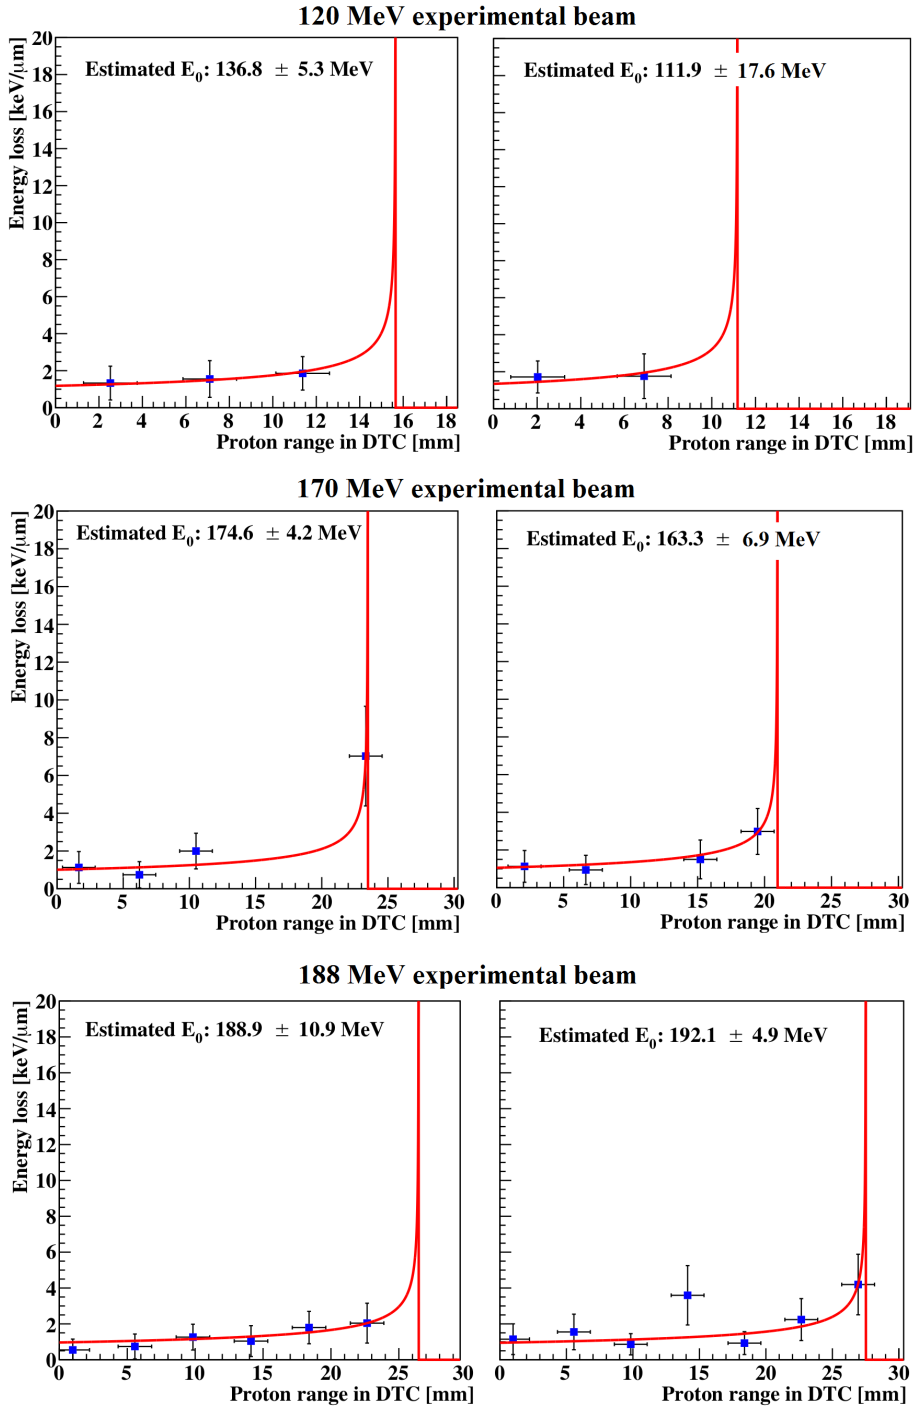 120 MeV experimental beam
Energy loss [keV/μm]
20
18
16
14
12
10
8
6
4
2
0
Estimated E0: 136.8 ± 5.3 MeV
0 2 4 6 8 10 12 14 16 18
Proton range in DTC [mm]
Estimated E0: 111.9 ± 17.6 MeV
0 2 4 6 8 10 12 14 16 18
Proton range in DTC [mm]
170 MeV experimental beam
Energy loss [keV/μm]
20
18
16
14
12
10
8
6
4
2
0
Estimated E0: 174.6 ± 4.2 MeV
0 5 10 15 20 25 30
Proton range in DTC [mm]
Estimated E0: 163.3 ± 6.9 MeV
0 5 10 15 20 25 30
Proton range in DTC [mm]
188 MeV experimental beam
Energy loss [keV/μm]
20
18
16
14
12
10
8
6
4
2
0
Estimated E0: 188.9 ± 10.9 MeV
0 5 10 15 20 25 30
Proton range in DTC [mm]
Estimated E0: 192.1 ± 4.9 MeV
0 5 10 15 20 25 30
Proton range in DTC [mm]